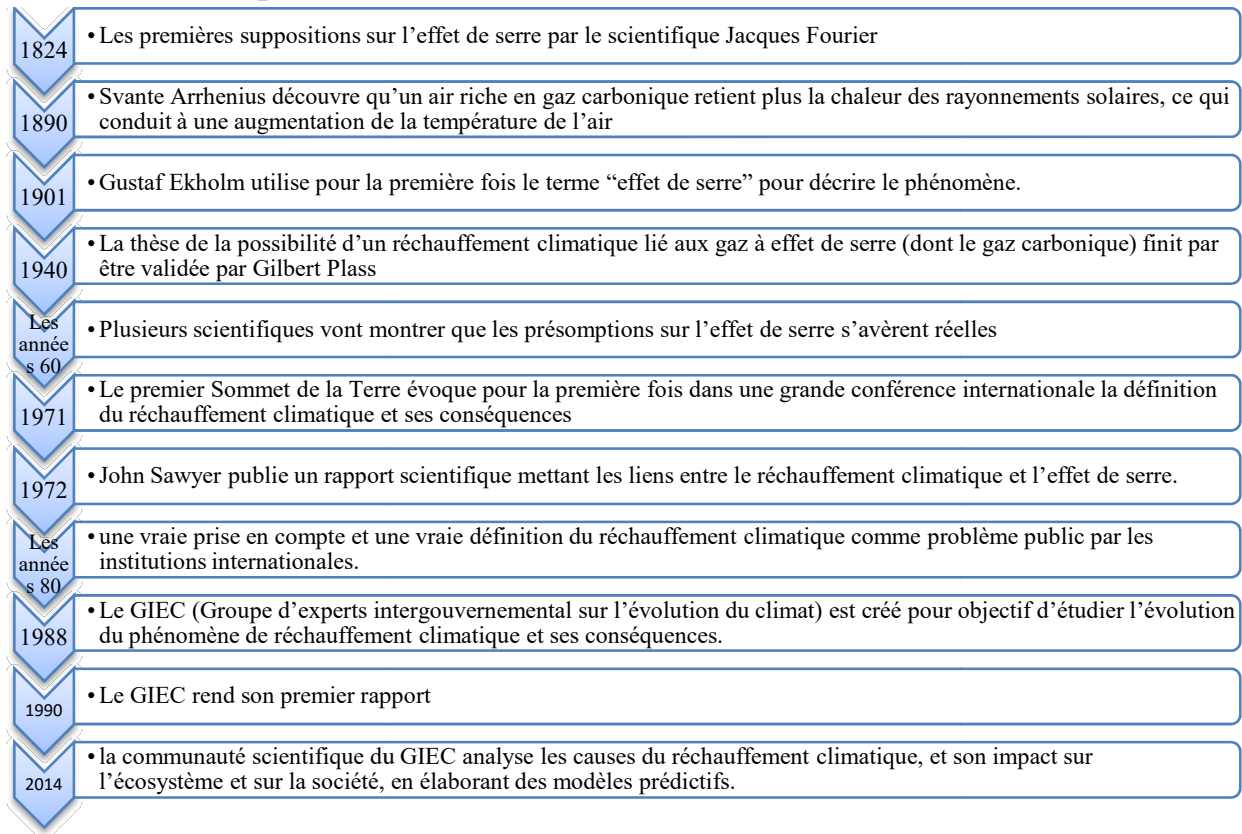 1824
• Les premières suppositions sur l’effet de serre par le scientifique Jacques Fourier
1890
• Svante Arrhenius découvre qu’un air riche en gaz carbonique retient plus la chaleur des rayonnements solaires, ce qui
conduit à une augmentation de la température de l’air
1901
• Gustaf Ekholm utilise pour la première fois le terme “effet de serre” pour décrire le phénomène.
1940
• La thèse de la possibilité d’un réchauffement climatique lié aux gaz à effet de serre (dont le gaz carbonique) finit par
être validée par Gilbert Plass
Les
année
s 60
• Plusieurs scientifiques vont montrer que les présomptions sur l’effet de serre s’avèrent réelles
1971
• Le premier Sommet de la Terre évoque pour la première fois dans une grande conférence internationale la définition
du réchauffement climatique et ses conséquences
1972
• John Sawyer publie un rapport scientifique mettant les liens entre le réchauffement climatique et l’effet de serre.
Les
année
s 80
• une vraie prise en compte et une vraie définition du réchauffement climatique comme problème public par les
institutions internationales.
1988
• Le GIEC (Groupe d’experts intergouvernemental sur l’évolution du climat) est créé pour objectif d’étudier l’évolution
du phénomène de réchauffement climatique et ses conséquences.
1990
• Le GIEC rend son premier rapport
2014
• la communauté scientifique du GIEC analyse les causes du réchauffement climatique, et son impact sur
l’écosystème et sur la société, en élaborant des modèles prédictifs.